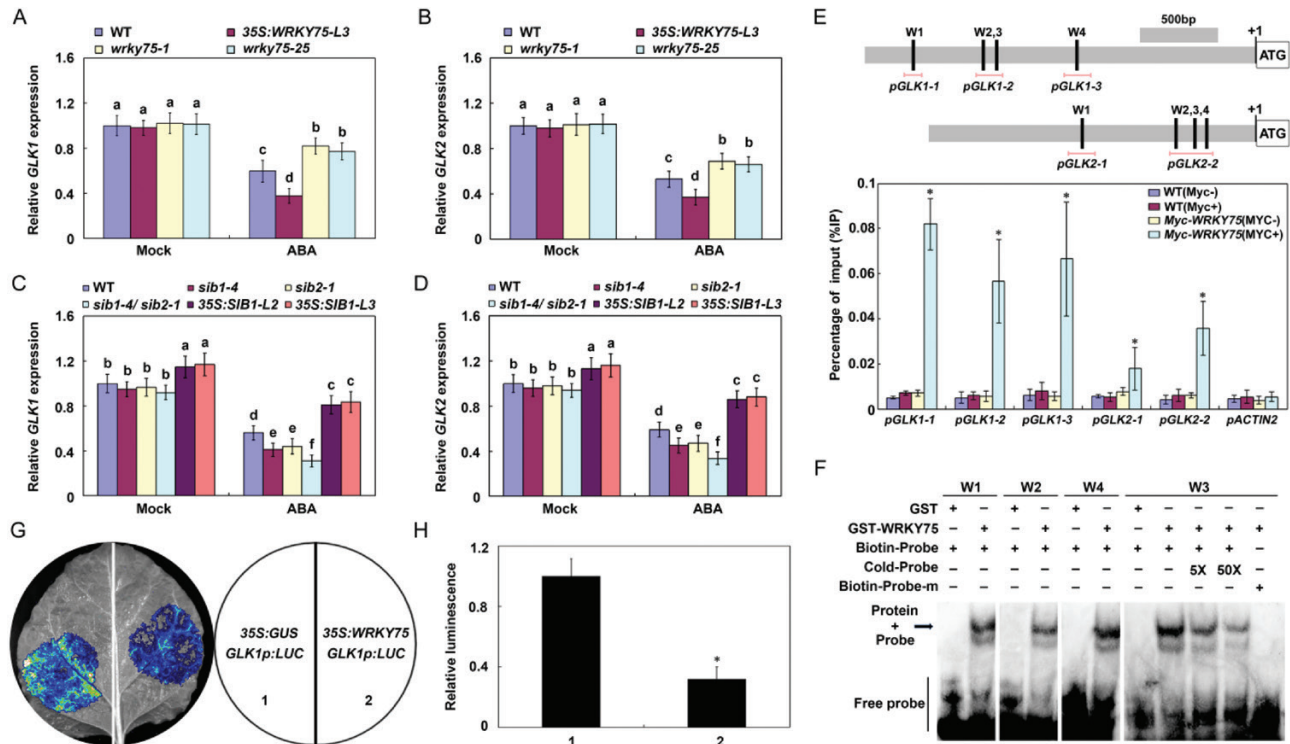 A
WT
35S:WRKY75-L3
wrky75-1
wrky75-25
Relative GLK1 expression
1.6
1.2
0.8
0.4
0
a a a a
c d b b
Mock
ABA
B
WT
35S:WRKY75-L3
wrky75-1
wrky75-25
Relative GLK2 expression
1.6
1.2
0.8
0.4
0
a a a a
c d b b
Mock
ABA
C
WT
sib1-4
sib2-1
sib1-4/ sib2-1
35S:SIB1-L2
35S:SIB1-L3
Relative GLK1 expression
1.6
1.2
0.8
0.4
0
b b b b a a
d e e f c c
Mock
ABA
D
WT
sib1-4
sib2-1
sib1-4/ sib2-1
35S:SIB1-L2
35S:SIB1-L3
Relative GLK2 expression
1.6
1.2
0.8
0.4
0
b b b b a a
d e e f c c
Mock
ABA
E
500bp
W1 W2,3 W4 +1
ATG
pGLK1-1 pGLK1-2 pGLK1-3
W1 W2,3,4 +1
ATG
pGLK2-1 pGLK2-2
Percentage of imput (%IP)
0.1
0.08
0.06
0.04
0.02
0
WT(Myc-)
WT(Myc+)
Myc-WRKY75(MYC-)
Myc-WRKY75(MYC+)
* * * * *
pGLK1-1 pGLK1-2 pGLK1-3 pGLK2-1 pGLK2-2 pACTIN2
F
W1 W2 W4 W3
GST + – + – + – + – – – –
GST-WRKY75 – + – + – + – + + + +
Biotin-Probe + + + + + + + + + + –
Cold-Probe – – – – – – – – 5X 50X –
Biotin-Probe-m – – – – – – – – – – +
Protein
+
Probe
Free probe
G
35S:GUS
GLK1p:LUC
1
35S:WRKY75
GLK1p:LUC
2
H
Relative luminescence
1.2
0.8
0.4
0
*
1 2